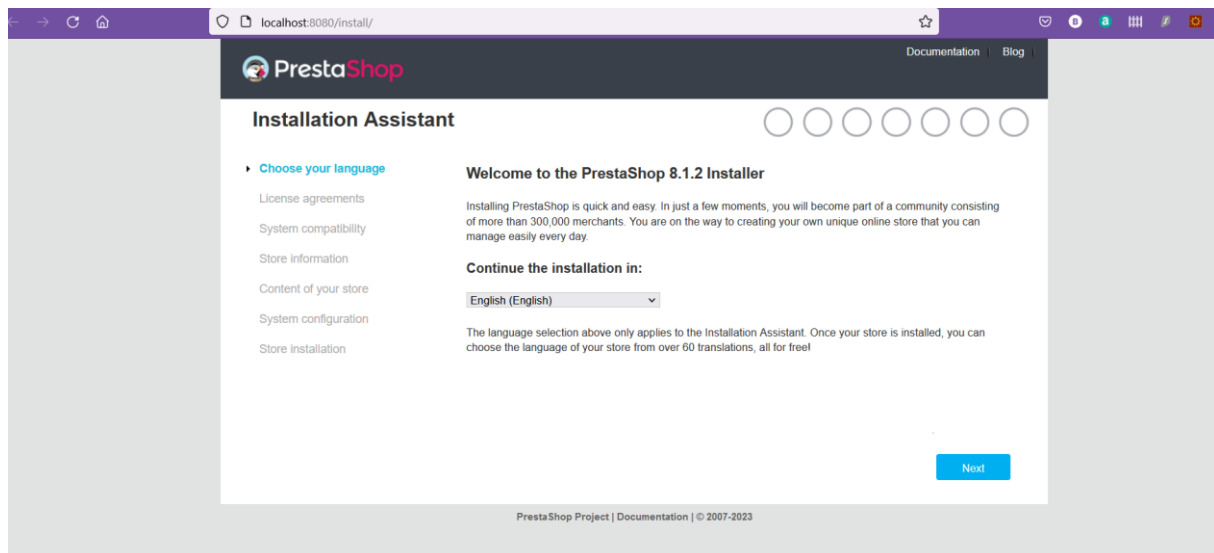 localhost:8080/install/
PrestaShop
Documentation
Blog
Installation Assistant
Choose your language
License agreements
System compatibility
Store information
Content of your store
System configuration
Store installation
Welcome to the PrestaShop 8.1.2 Installer
Installing PrestaShop is quick and easy. In just a few moments, you will become part of a community consisting
of more than 300,000 merchants. You are on the way to creating your own unique online store that you can
manage easily every day.
Continue the installation in:
English (English)
The language selection above only applies to the Installation Assistant. Once your store is installed, you can
choose the language of your store from over 60 translations, all for free!
Next
PrestaShop Project | Documentation | © 2007-2023